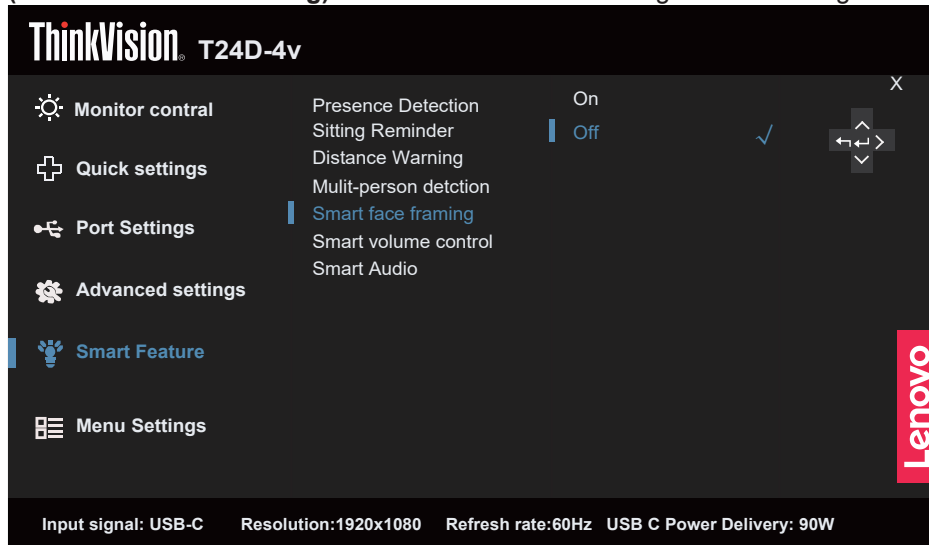 ThinkVision® T24D-4v
X
Monitor contral
Quick settings
Port Settings
Advanced settings
Smart Feature
Menu Settings
Presence Detection
Sitting Reminder
Distance Warning
Mulit-person detction
Smart face framing
Smart volume control
Smart Audio
On
Off
√
Lenovo
Input signal: USB-C Resolution:1920x1080 Refresh rate:60Hz USB C Power Delivery: 90W